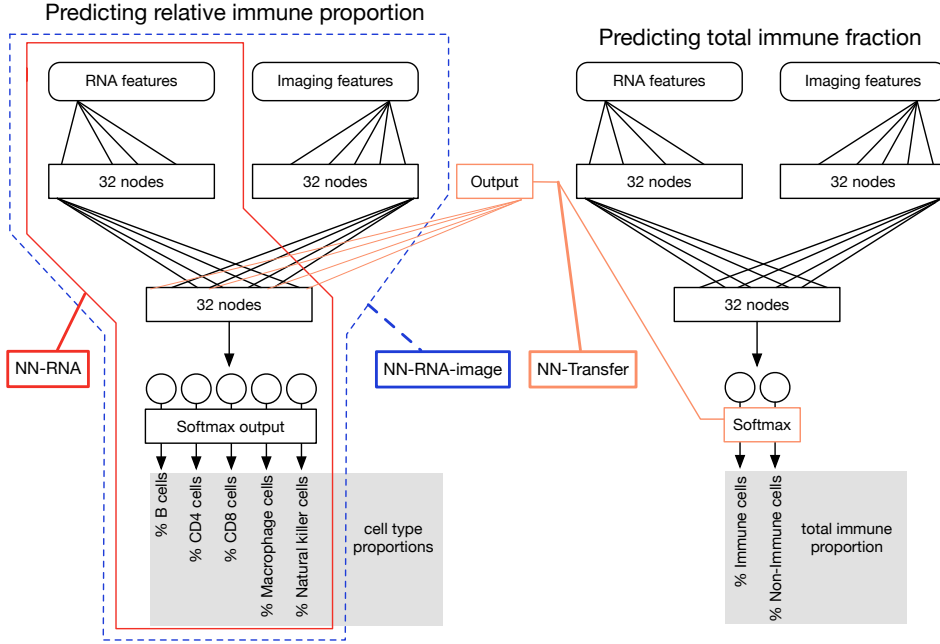 Predicting relative immune proportion
Predicting total immune fraction
RNA features
Imaging features
RNA features
Imaging features
32 nodes
32 nodes
Output
32 nodes
32 nodes
32 nodes
32 nodes
NN-RNA
NN-RNA-image
NN-Transfer
Softmax output
Softmax
% B cells
% CD4 cells
% CD8 cells
% Macrophage cells
% Natural killer cells
cell type
proportions
% Immune cells
% Non-Immune cells
total immune
proportion